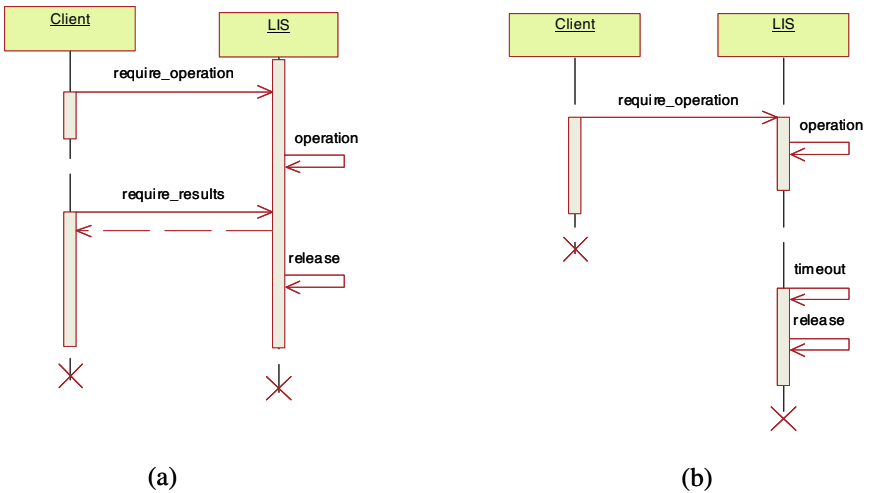 Client
LIS
require_operation
operation
require_results
release
(a)
Client
LIS
require_operation
operation
timeout
release
(b)